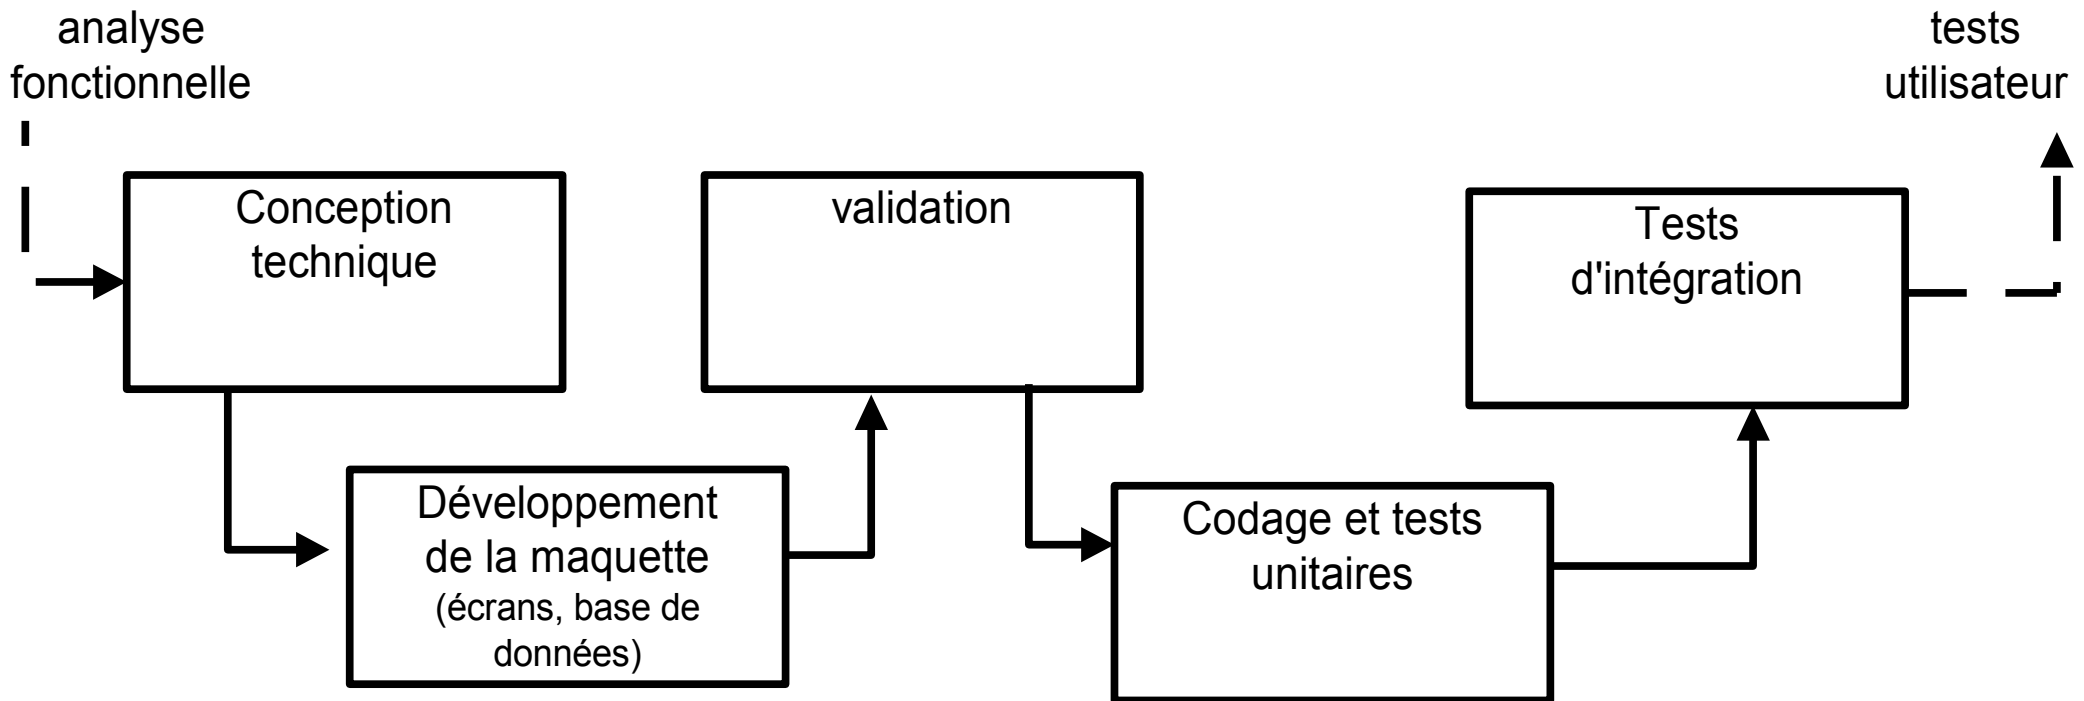 analyse
fonctionnelle
tests
utilisateur
Conception
technique
validation
Tests
d'intégration
Développement
de la maquette
(écrans, base de
données)
Codage et tests
unitaires